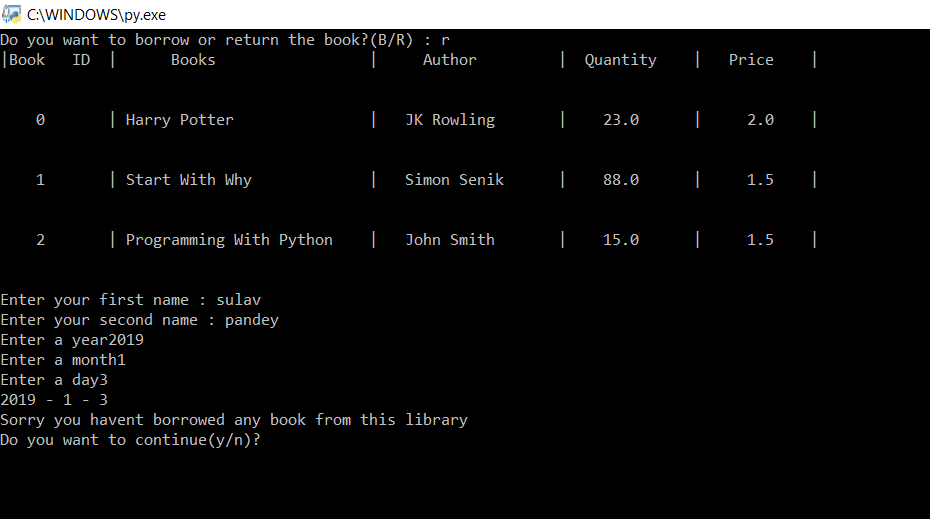 C:\WINDOWS\py.exe
Do you want to borrow or return the book?(B/R) : r
|Book   ID  |      Books                 |     Author         |  Quantity    |   Price    |
    0       | Harry Potter               |   JK Rowling       |    23.0      |     2.0    |
    1       | Start With Why             |   Simon Senik      |    88.0      |     1.5    |
    2       | Programming With Python    |   John Smith       |    15.0      |     1.5    |
Enter your first name : sulav
Enter your second name : pandey
Enter a year2019
Enter a month1
Enter a day3
2019 - 1 - 3
Sorry you havent borrowed any book from this library
Do you want to continue(y/n)?